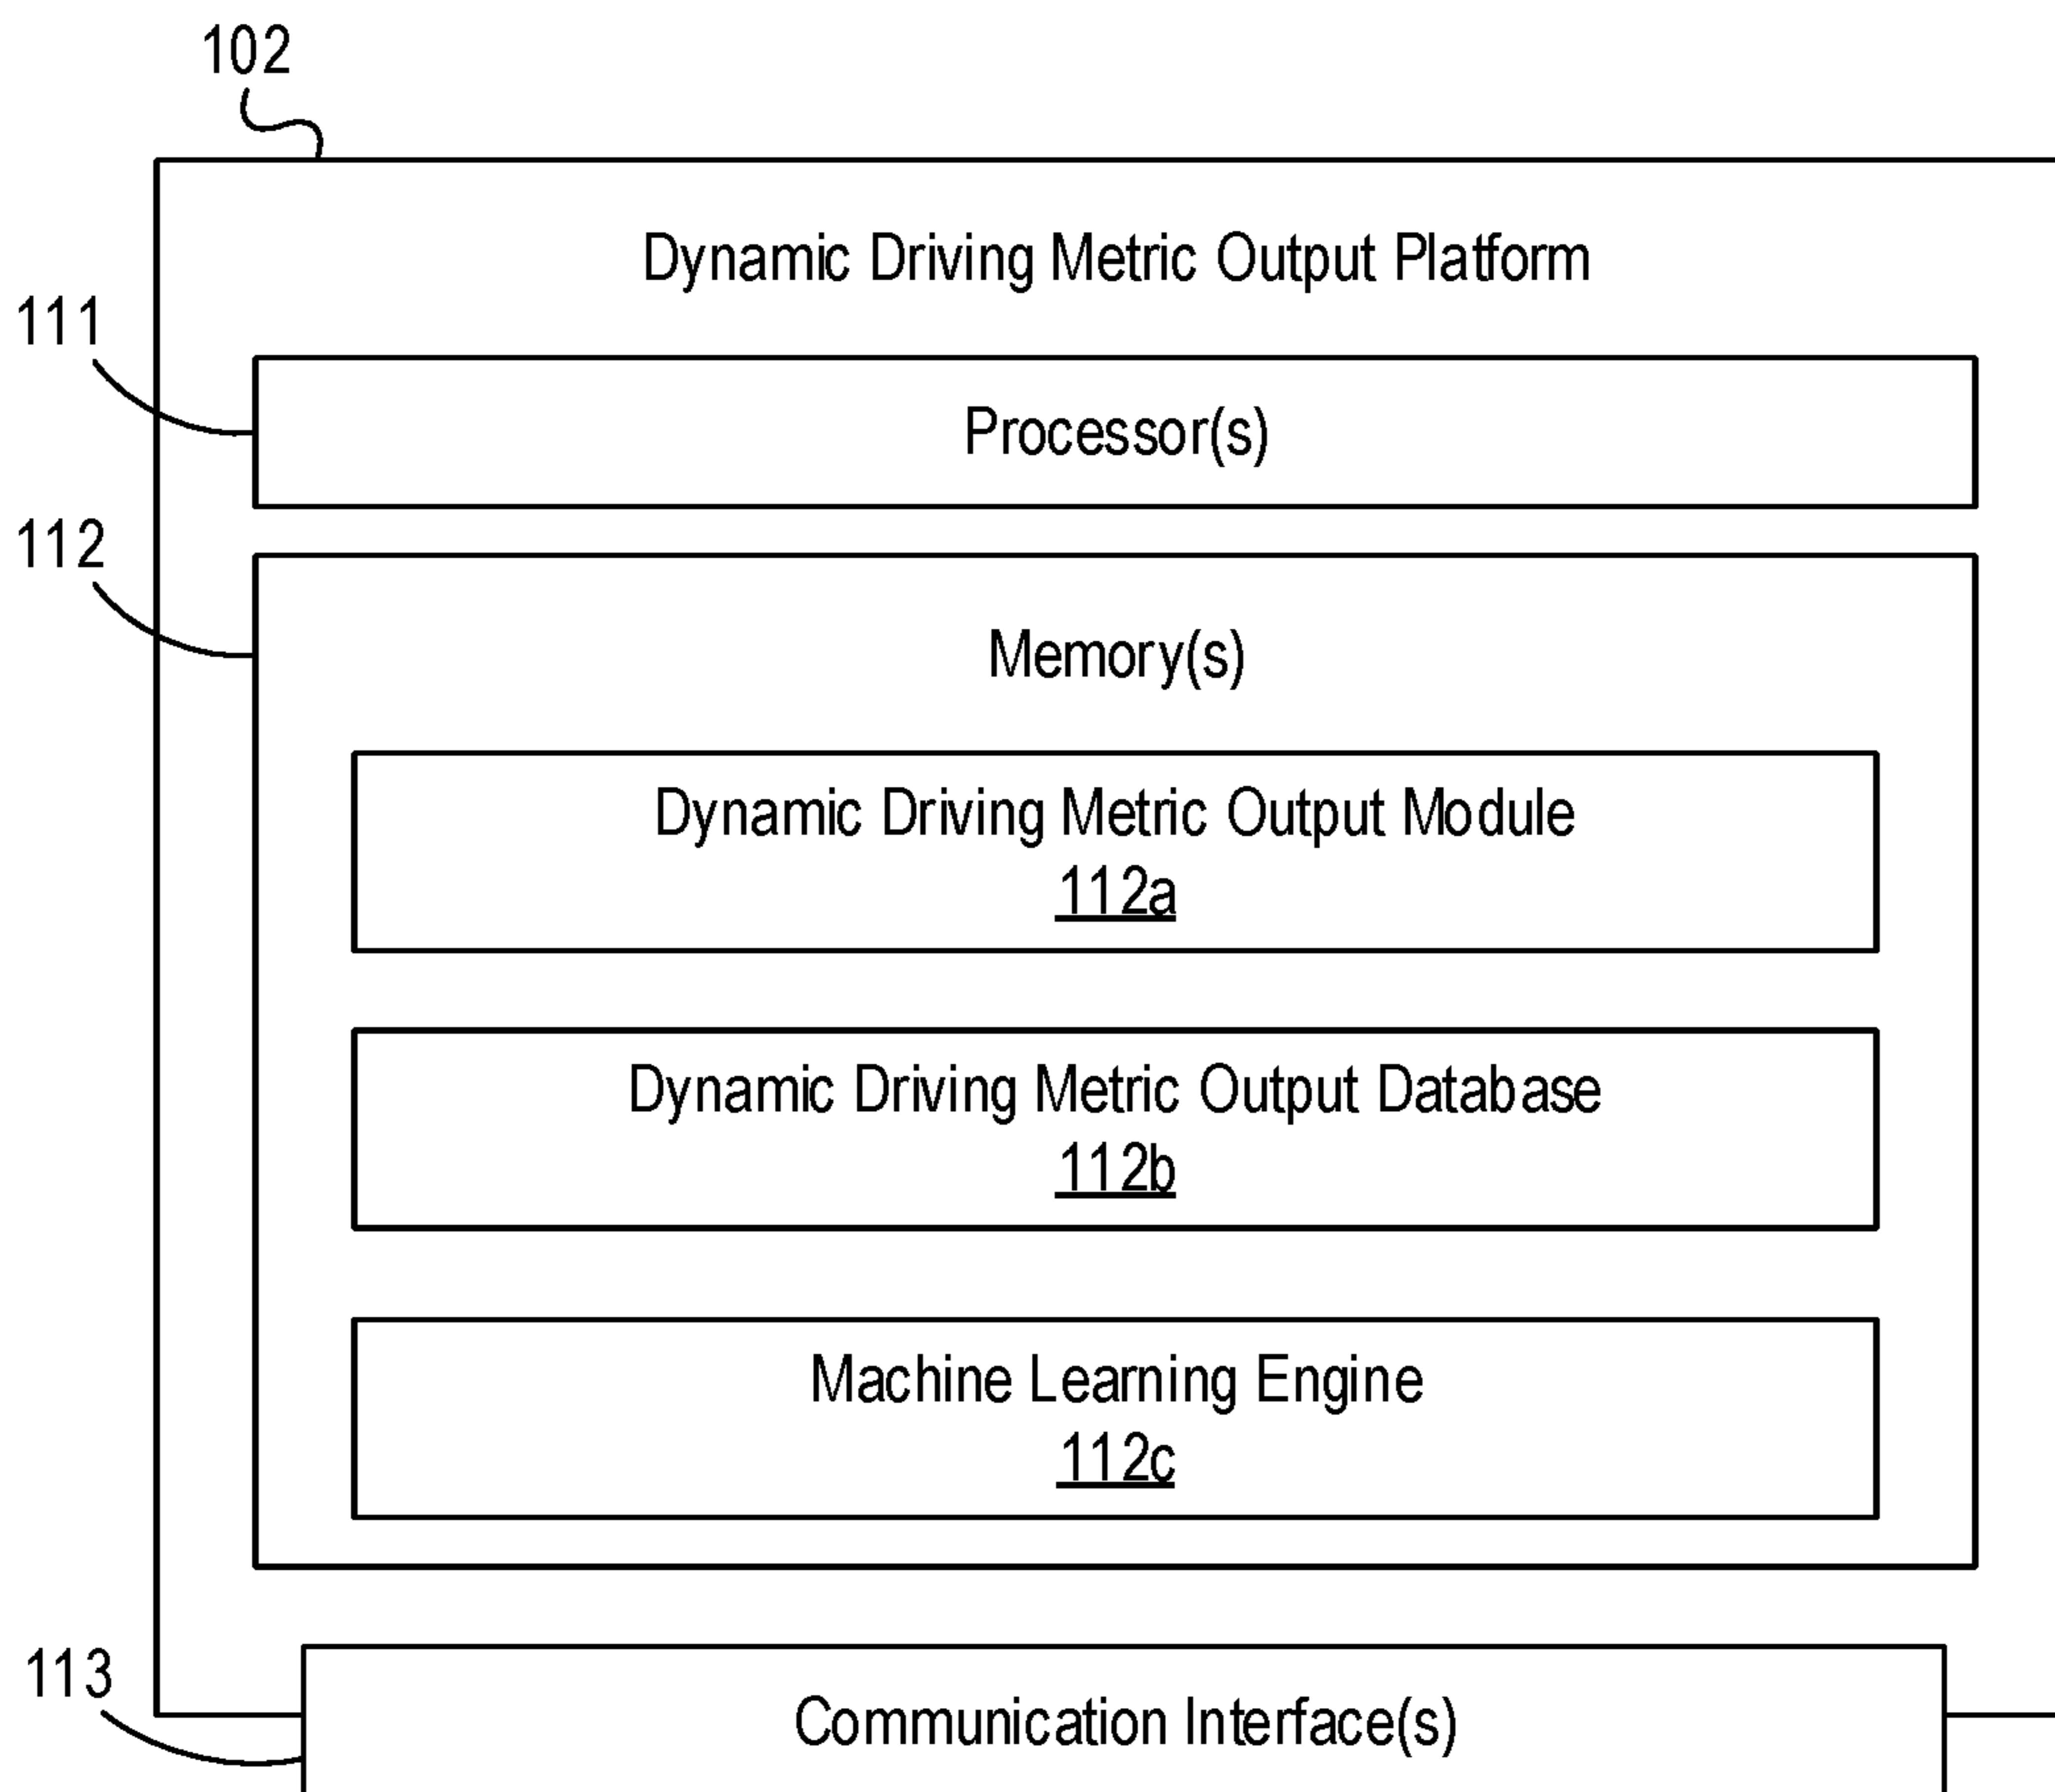 102
Dynamic Driving Metric Output Platform
111
Processor(s)
112
Memory(s)
Dynamic Driving Metric Output Module
112a
Dynamic Driving Metric Output Database
112b
Machine Learning Engine
112c
113
Communication Interface(s)